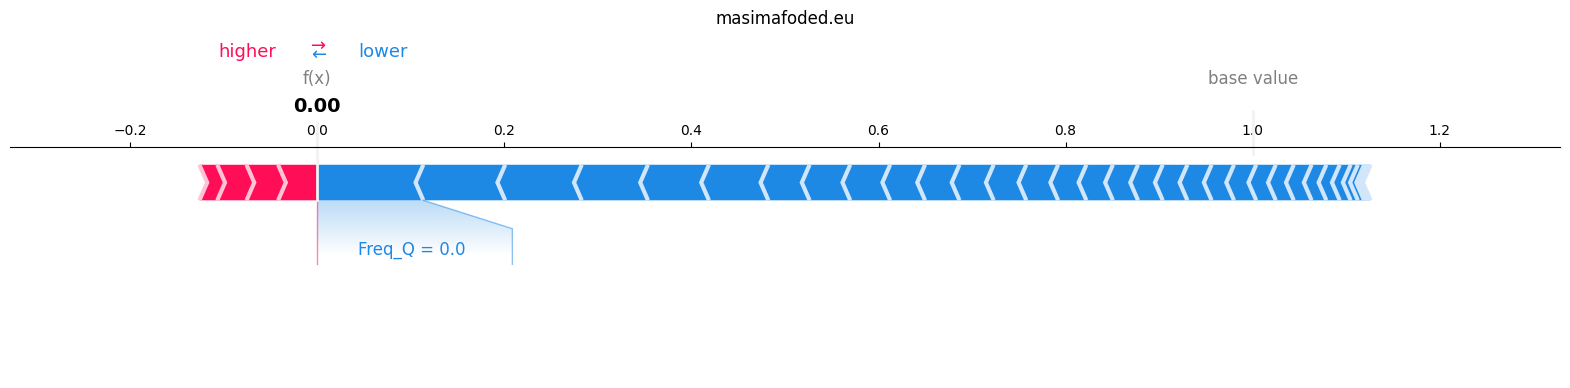 masimafoded.eu
higher → ← lower
f(x) base value
0.00
−0.2 0.0 0.2 0.4 0.6 0.8 1.0 1.2
Freq_Q = 0.0